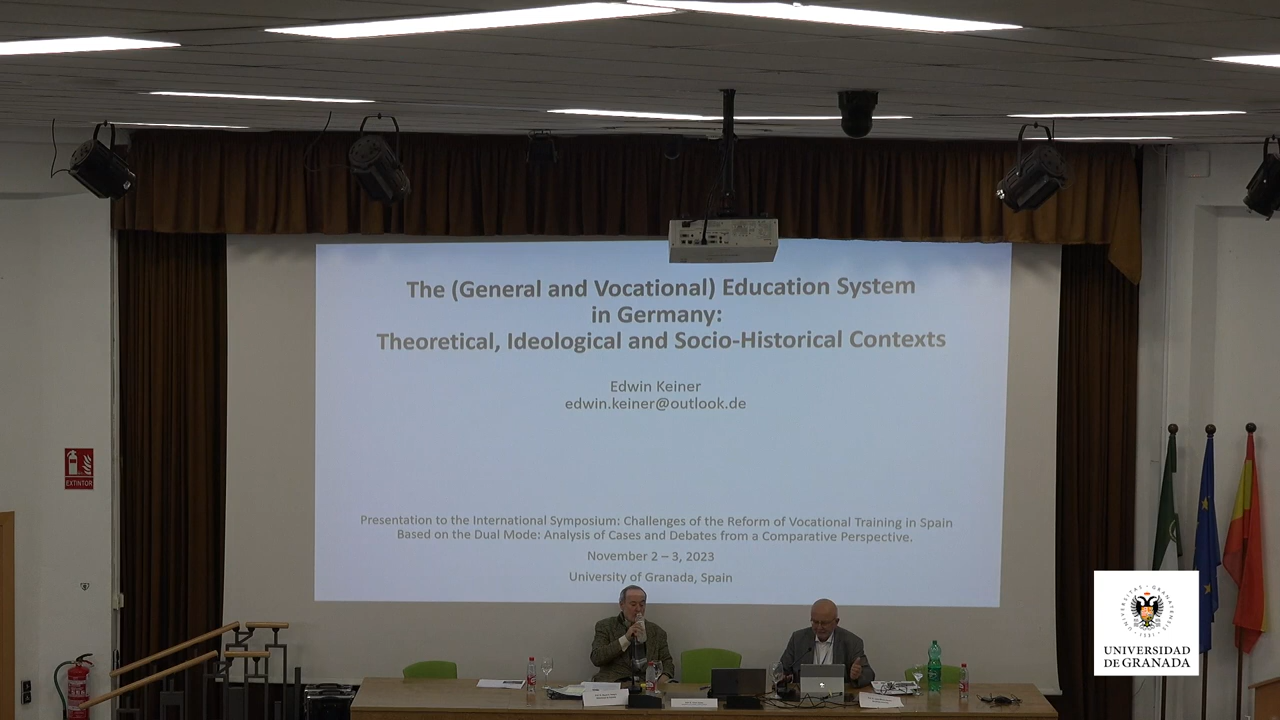 The (General and Vocational) Education System
in Germany:
Theoretical, Ideological and Socio-Historical Contexts
Edwin Keiner
edwin.keiner@outlook.de
Presentation to the International Symposium: Challenges of the Reform of Vocational Training in Spain
Based on the Dual Mode: Analysis of Cases and Debates from a Comparative Perspective.
November 2 – 3, 2023
University of Granada, Spain
EXTINTOR
UNIVERSITAS GRANATENSIS
1531
UNIVERSIDAD
DE GRANADA